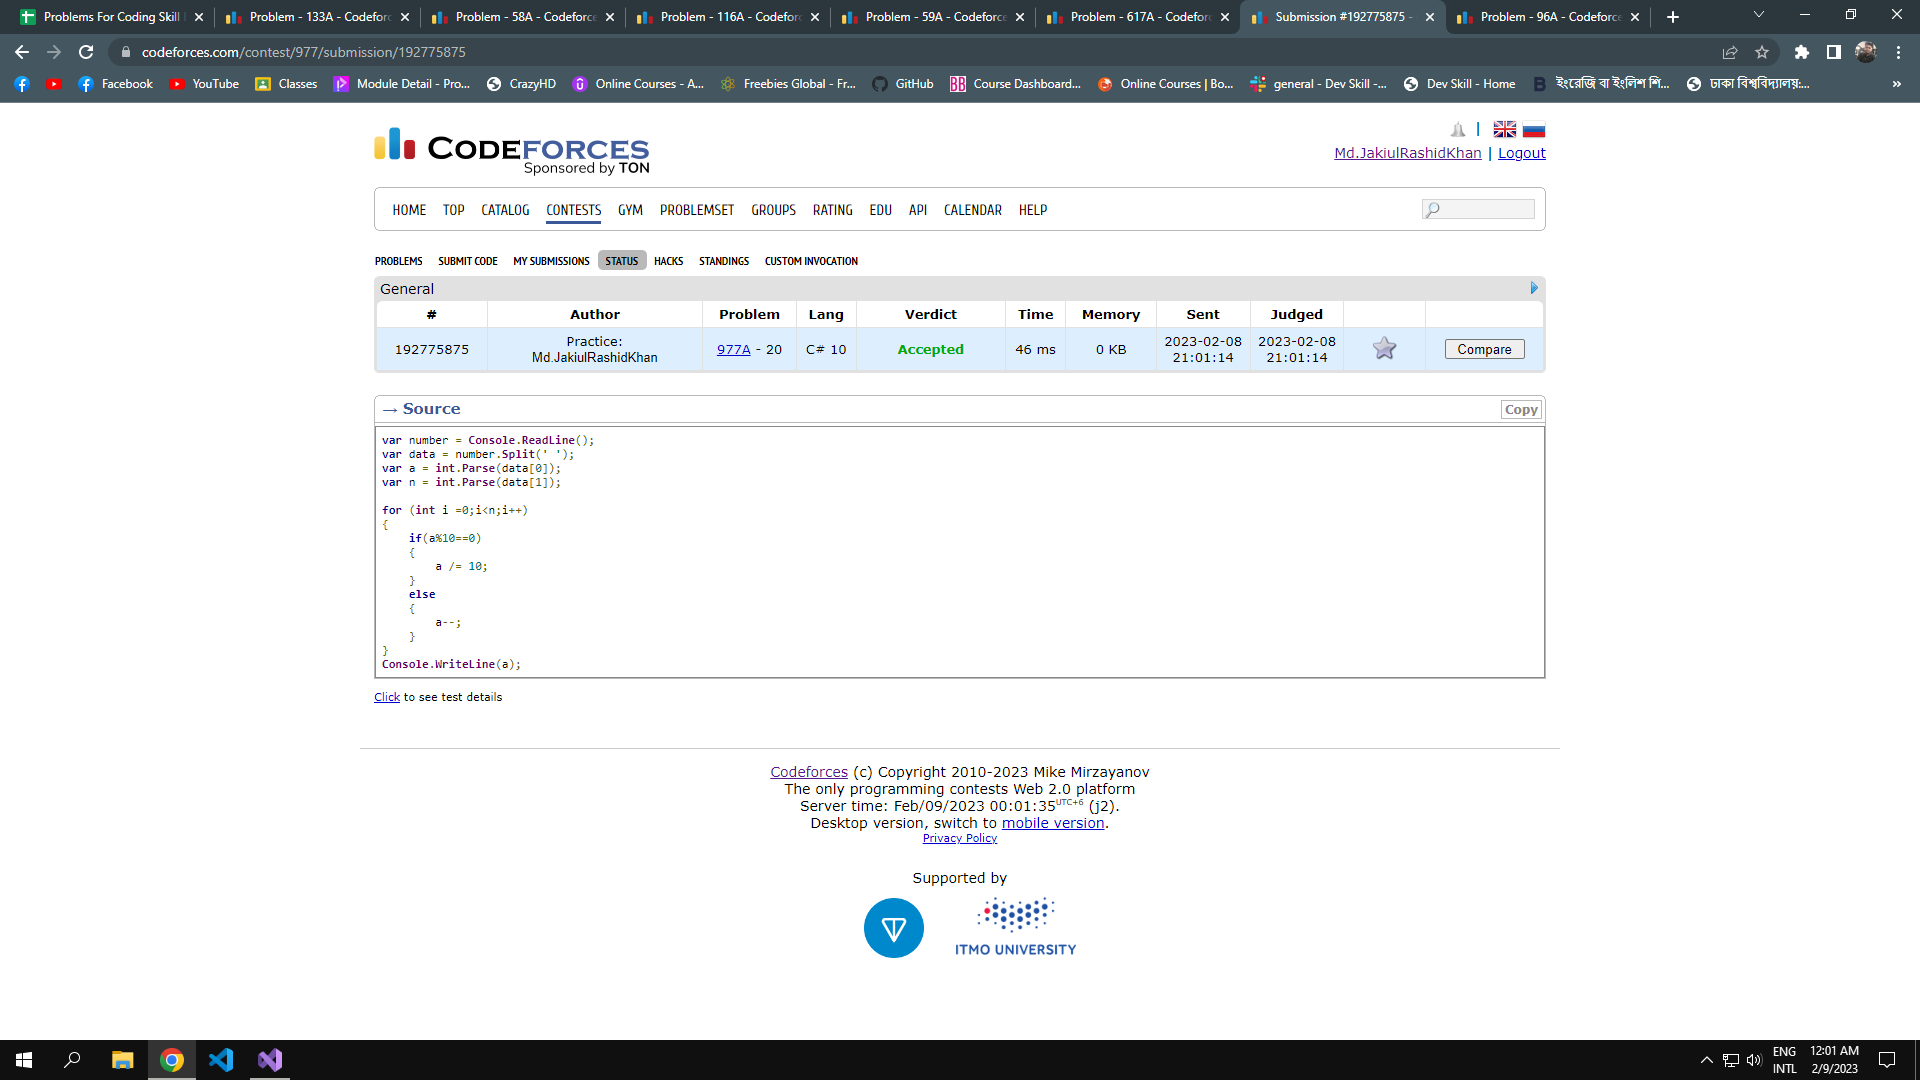 Problems For Coding Skill
Problem - 133A - Codeforc
Problem - 58A - Codeforce
Problem - 116A - Codeforc
Problem - 59A - Codeforce
Problem - 617A - Codeforc
Submission #192775875 -
Problem - 96A - Codeforce
codeforces.com/contest/977/submission/192775875
Facebook
YouTube
Classes
Module Detail - Pro...
CrazyHD
Online Courses - A...
Freebies Global - Fr...
GitHub
Course Dashboard...
Online Courses | Bo...
general - Dev Skill -...
Dev Skill - Home
ইংরেজি বা ইংলিশ শি...
ঢাকা বিশ্ববিদ্যালয়:...
»
CODEFORCES
Sponsored by TON
|
Md.JakiulRashidKhan | Logout
HOME TOP CATALOG CONTESTS GYM PROBLEMSET GROUPS RATING EDU API CALENDAR HELP
PROBLEMS SUBMIT CODE MY SUBMISSIONS STATUS HACKS STANDINGS CUSTOM INVOCATION
General
# Author Problem Lang Verdict Time Memory Sent Judged
192775875 Practice: Md.JakiulRashidKhan 977A - 20 C# 10 Accepted 46 ms 0 KB 2023-02-08 21:01:14 2023-02-08 21:01:14 Compare
→ Source
Copy
var number = Console.ReadLine();
var data = number.Split(' ');
var a = int.Parse(data[0]);
var n = int.Parse(data[1]);
for (int i =0;i<n;i++)
{
if(a%10==0)
{
a /= 10;
}
else
{
a--;
}
}
Console.WriteLine(a);
Click to see test details
Codeforces (c) Copyright 2010-2023 Mike Mirzayanov
The only programming contests Web 2.0 platform
Server time: Feb/09/2023 00:01:35UTC+6 (j2).
Desktop version, switch to mobile version.
Privacy Policy
Supported by
ITMO UNIVERSITY
ENG
INTL
12:01 AM
2/9/2023